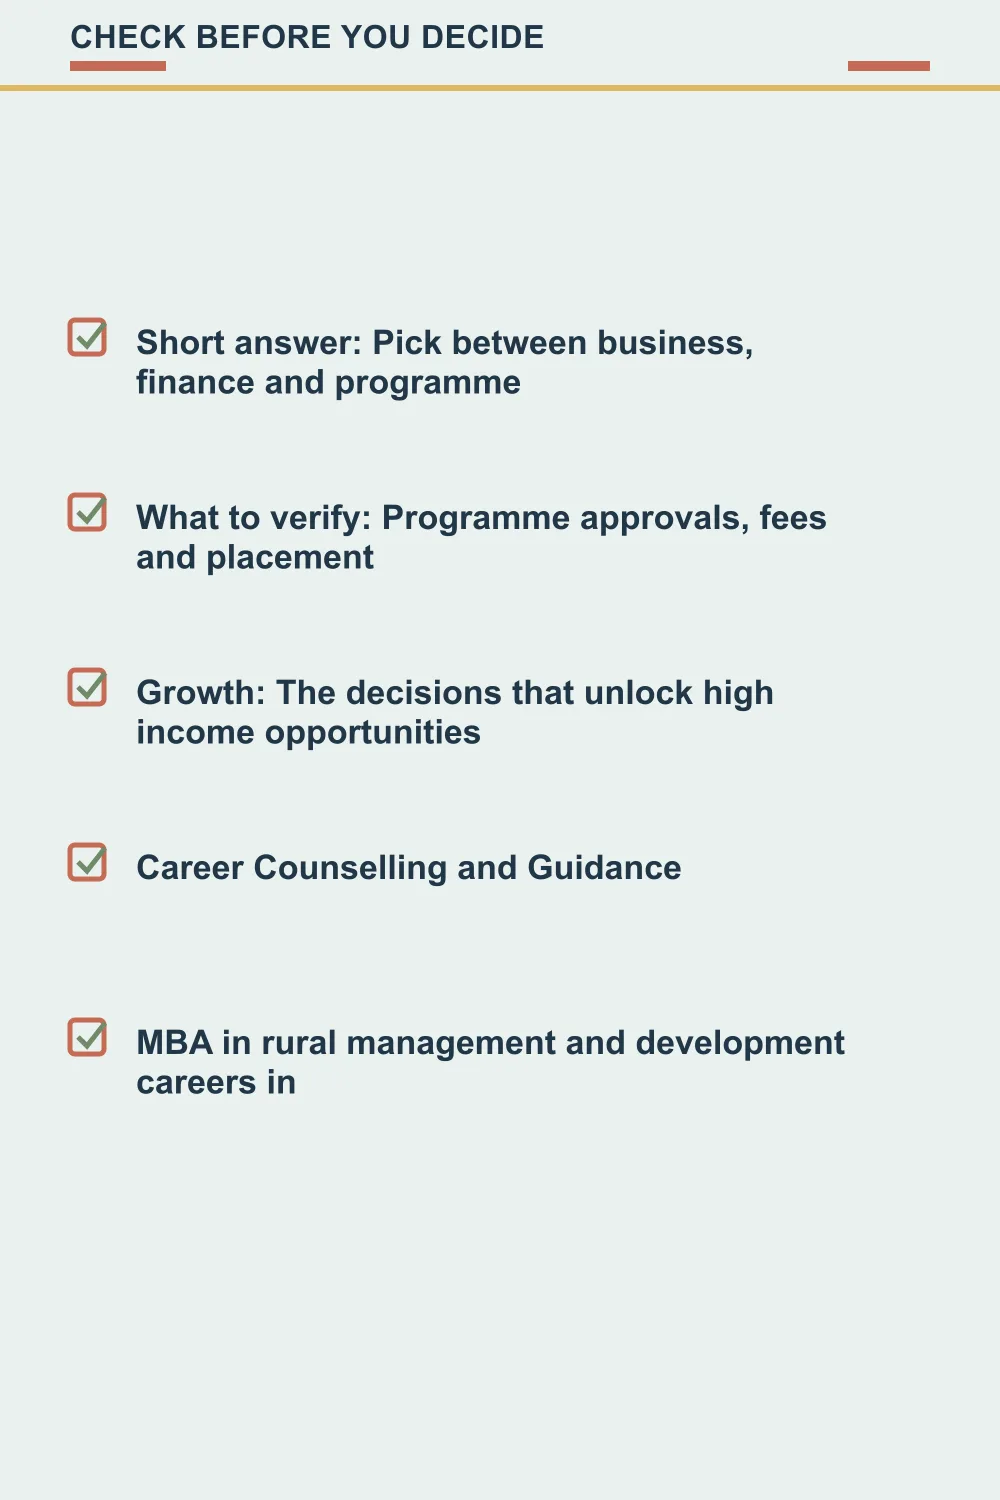 CHECK BEFORE YOU DECIDE
Short answer: Pick between business,
finance and programme
What to verify: Programme approvals, fees
and placement
Growth: The decisions that unlock high
income opportunities
Career Counselling and Guidance
MBA in rural management and development
careers in